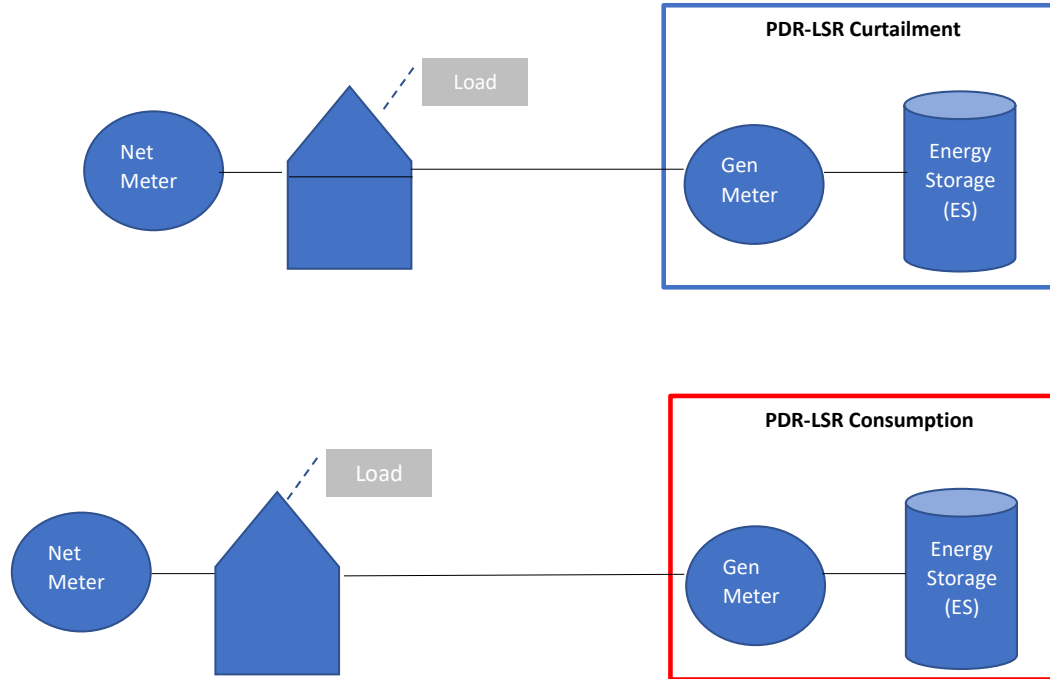 PDR-LSR Curtailment
Load
Net
Meter
Gen
Meter
Energy
Storage
(ES)
PDR-LSR Consumption
Load
Net
Meter
Gen
Meter
Energy
Storage
(ES)